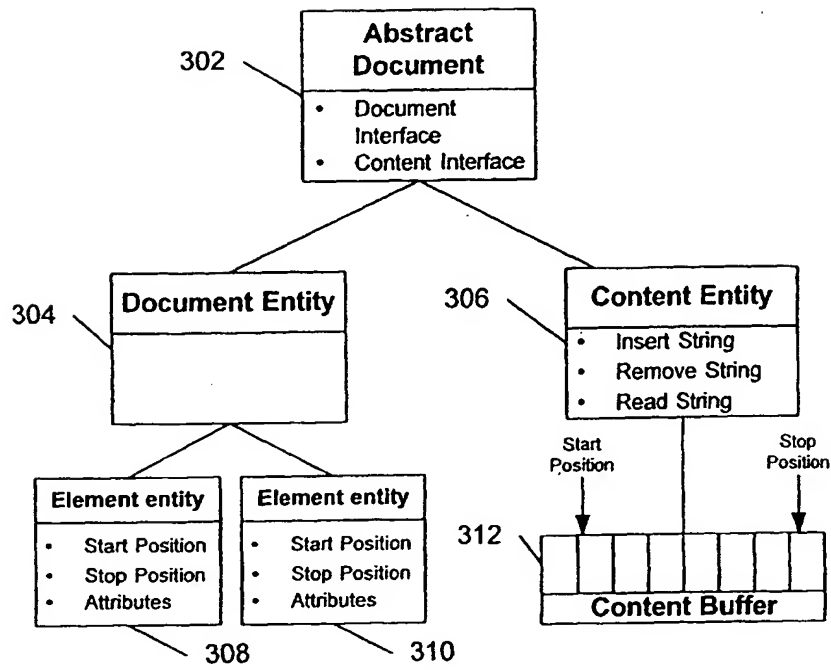 Abstract
Document
302
• Document
Interface
• Content Interface
Document Entity
304
Content Entity
306
• Insert String
• Remove String
• Read String
Start
Position
Stop
Position
Element entity
• Start Position
• Stop Position
• Attributes
308
Element entity
• Start Position
• Stop Position
• Attributes
310
312
Content Buffer